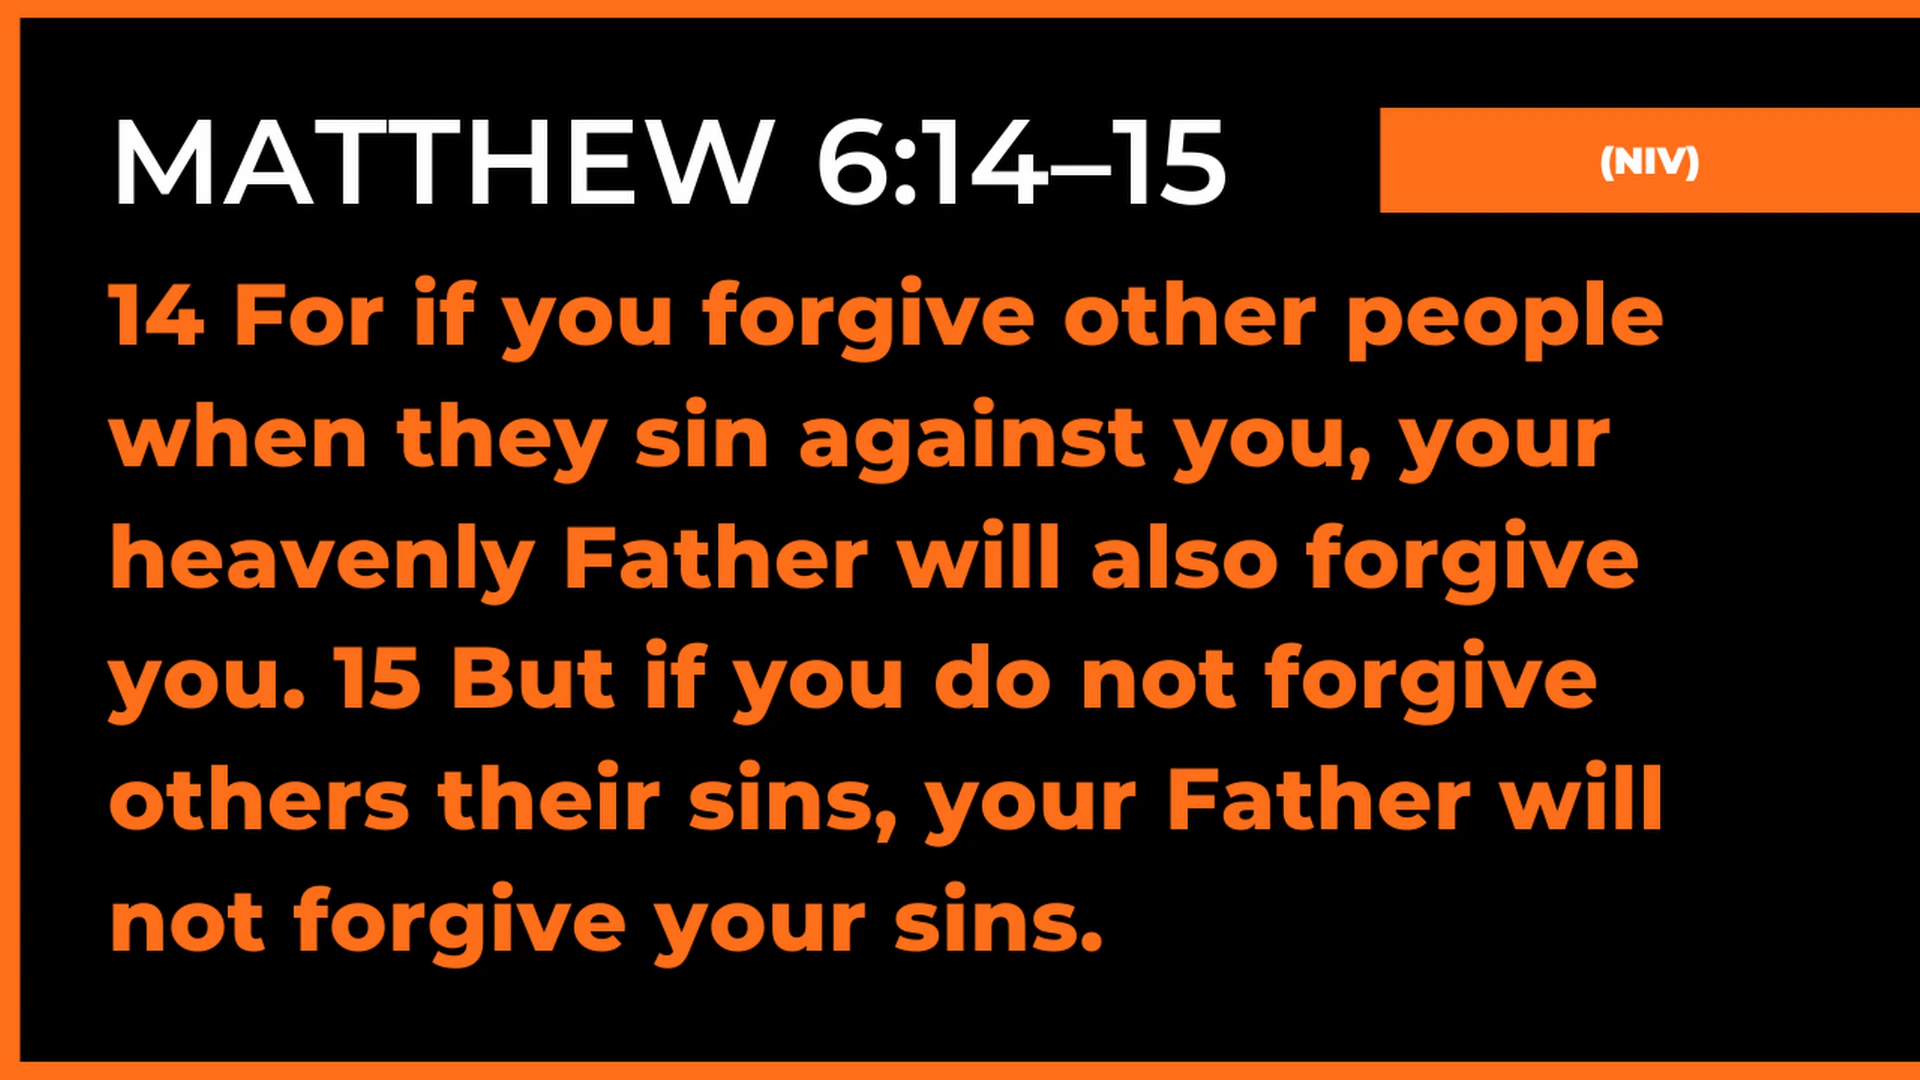 MATTHEW 6:14–15
(NIV)
14 For if you forgive other people
when they sin against you, your
heavenly Father will also forgive
you. 15 But if you do not forgive
others their sins, your Father will
not forgive your sins.